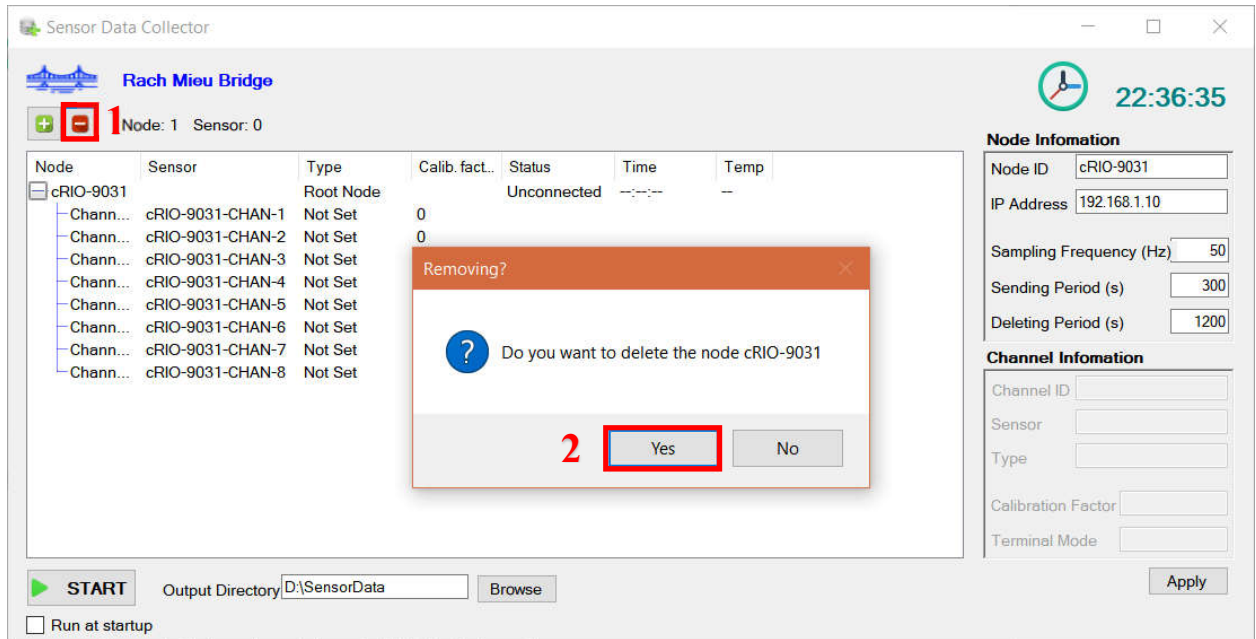 Sensor Data Collector
Rach Mieu Bridge
22:36:35
1
Node: 1 Sensor: 0
Node Sensor Type Calib. fact... Status Time Temp
cRIO-9031 Root Node Unconnected --:--:-- --
Chann... cRIO-9031-CHAN-1 Not Set 0
Chann... cRIO-9031-CHAN-2 Not Set 0
Chann... cRIO-9031-CHAN-3 Not Set
Chann... cRIO-9031-CHAN-4 Not Set
Chann... cRIO-9031-CHAN-5 Not Set
Chann... cRIO-9031-CHAN-6 Not Set
Chann... cRIO-9031-CHAN-7 Not Set
Chann... cRIO-9031-CHAN-8 Not Set
Removing?
Do you want to delete the node cRIO-9031
2
Yes No
Node Infomation
Node ID cRIO-9031
IP Address 192.168.1.10
Sampling Frequency (Hz) 50
Sending Period (s) 300
Deleting Period (s) 1200
Channel Infomation
Channel ID
Sensor
Type
Calibration Factor
Terminal Mode
START Output Directory D:\SensorData Browse
Apply
Run at startup